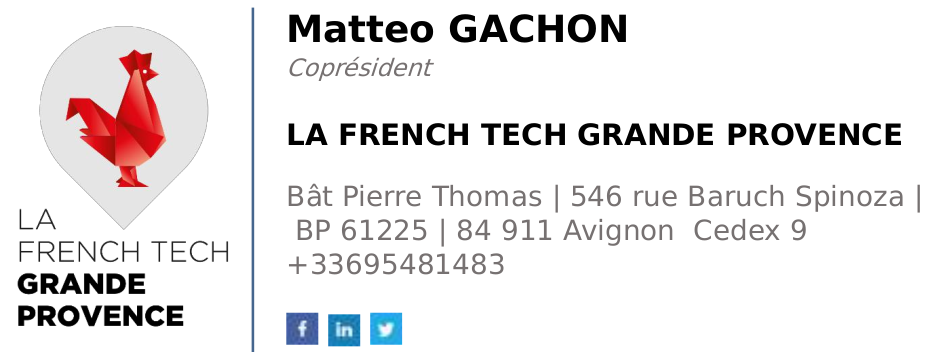 LA
FRENCH TECH
GRANDE
PROVENCE
Matteo GACHON
Coprésident
LA FRENCH TECH GRANDE PROVENCE
Bât Pierre Thomas | 546 rue Baruch Spinoza |
BP 61225 | 84 911 Avignon  Cedex 9
+33695481483
f in